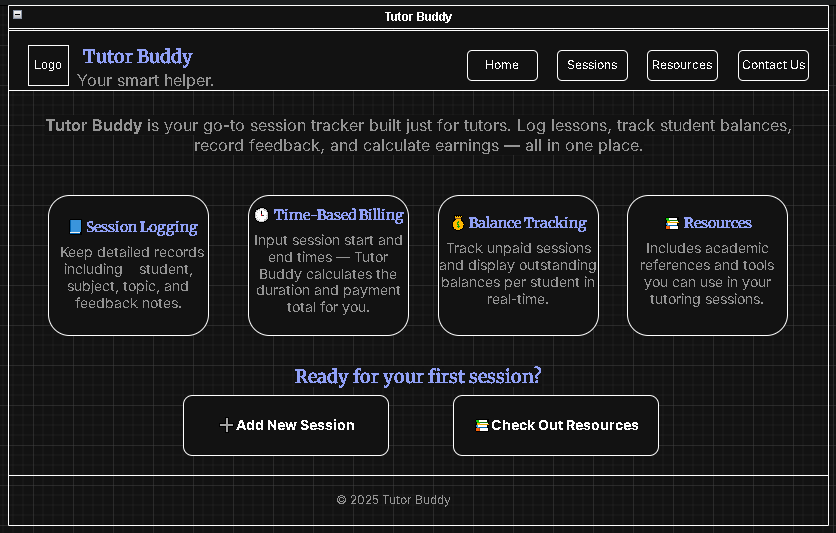 Tutor Buddy
Logo
Tutor Buddy
Your smart helper.
Home
Sessions
Resources
Contact Us
Tutor Buddy is your go-to session tracker built just for tutors. Log lessons, track student balances,
record feedback, and calculate earnings — all in one place.
📘 Session Logging
Keep detailed records
including student,
subject, topic, and
feedback notes.
🕒 Time-Based Billing
Input session start and
end times — Tutor
Buddy calculates the
duration and payment
total for you.
💰 Balance Tracking
Track unpaid sessions
and display outstanding
balances per student in
real-time.
📚 Resources
Includes academic
references and tools
you can use in your
tutoring sessions.
Ready for your first session?
➕ Add New Session
📚 Check Out Resources
© 2025 Tutor Buddy